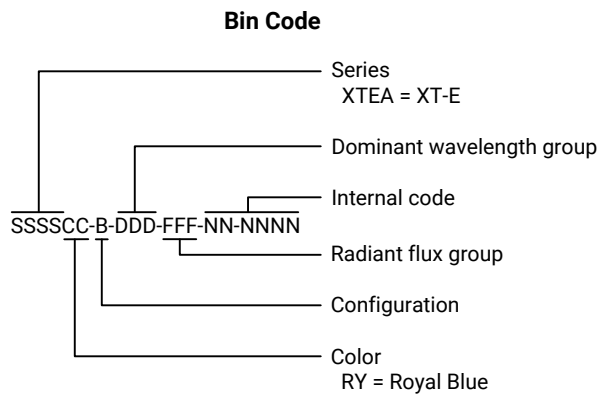 Bin Code
Series
XTEA = XT-E
Dominant wavelength group
Internal code
SSSSCC-B-DDD-FFF-NN-NNNN
Radiant flux group
Configuration
Color
RY = Royal Blue